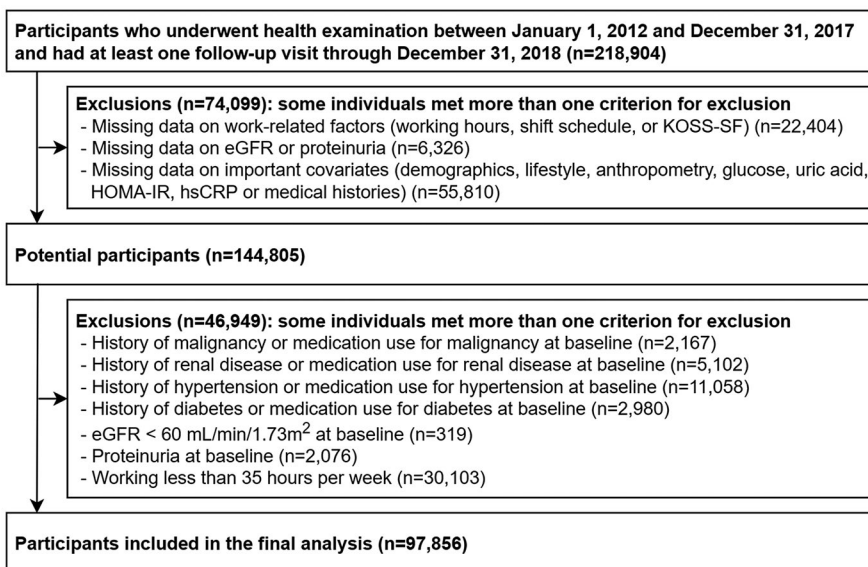 Participants who underwent health examination between January 1, 2012 and December 31, 2017
and had at least one follow-up visit through December 31, 2018 (n=218,904)
Exclusions (n=74,099): some individuals met more than one criterion for exclusion
- Missing data on work-related factors (working hours, shift schedule, or KOSS-SF) (n=22,404)
- Missing data on eGFR or proteinuria (n=6,326)
- Missing data on important covariates (demographics, lifestyle, anthropometry, glucose, uric acid,
HOMA-IR, hsCRP or medical histories) (n=55,810)
Potential participants (n=144,805)
Exclusions (n=46,949): some individuals met more than one criterion for exclusion
- History of malignancy or medication use for malignancy at baseline (n=2,167)
- History of renal disease or medication use for renal disease at baseline (n=5,102)
- History of hypertension or medication use for hypertension at baseline (n=11,058)
- History of diabetes or medication use for diabetes at baseline (n=2,980)
- eGFR < 60 mL/min/1.73m² at baseline (n=319)
- Proteinuria at baseline (n=2,076)
- Working less than 35 hours per week (n=30,103)
Participants included in the final analysis (n=97,856)